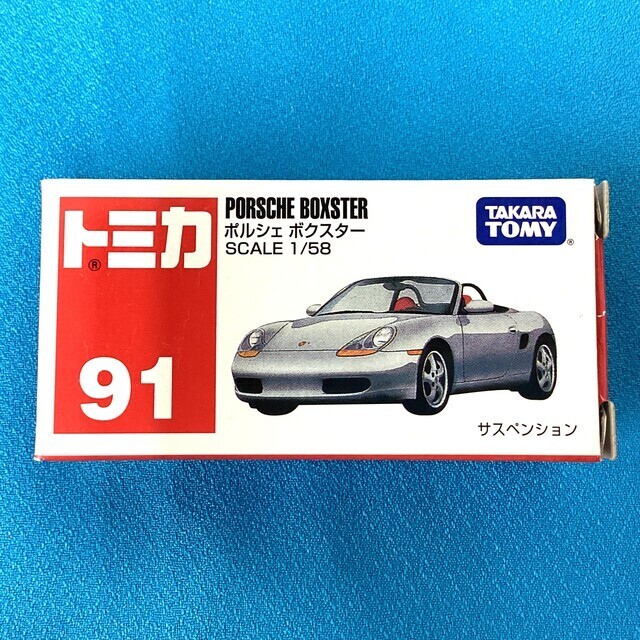 トミカ
®
91
PORSCHE BOXSTER
ポルシェ ボクスター
SCALE 1/58
TAKARA
TOMY
®
サスペンション